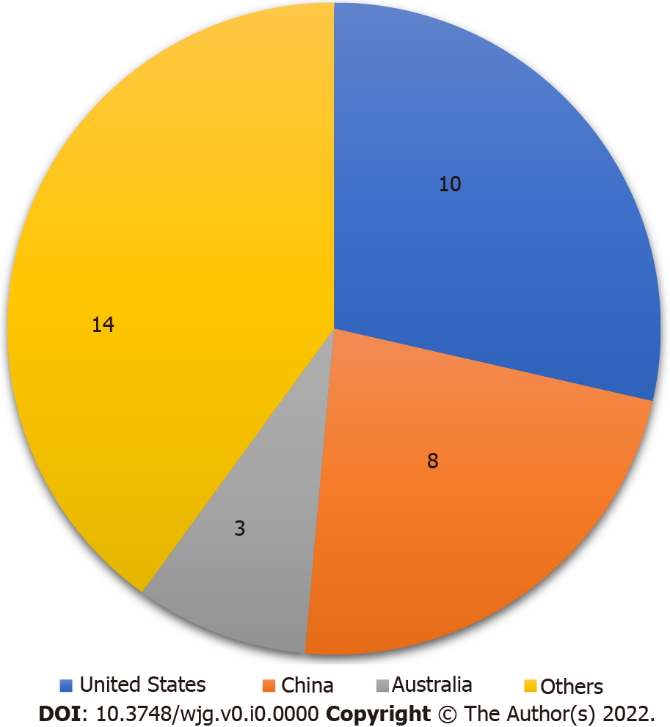 10
14
8
3
United States China Australia Others
DOI: 10.3748/wjg.v0.i0.0000 Copyright © The Author(s) 2022.